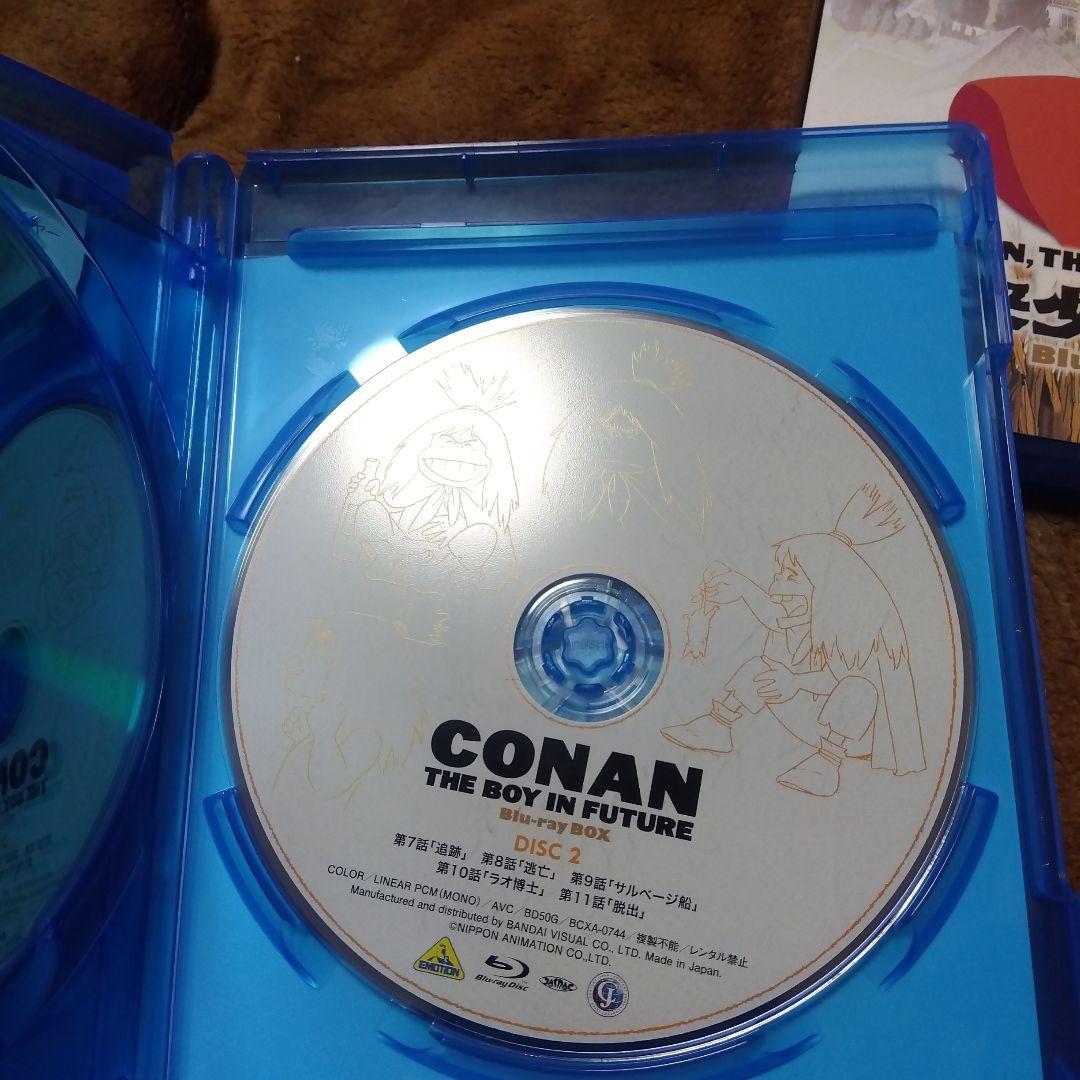 CONAN
THE BOY IN FUTURE
Blu-ray BOX
DISC 2
第7話「追跡」 第8話「逃亡」 第9話「サルベージ船」
第10話「ラオ博士」 第11話「脱出」
COLOR／LINEAR PCM(MONO)／AVC／BD50G／BCXA-0744／複製不能／レンタル禁止
Manufactured and distributed by BANDAI VISUAL CO., LTD. Made in Japan.
©NIPPON ANIMATION CO.,LTD.
EMOTION
Blu-ray Disc
JASRAC
N, TH
Blu
CON